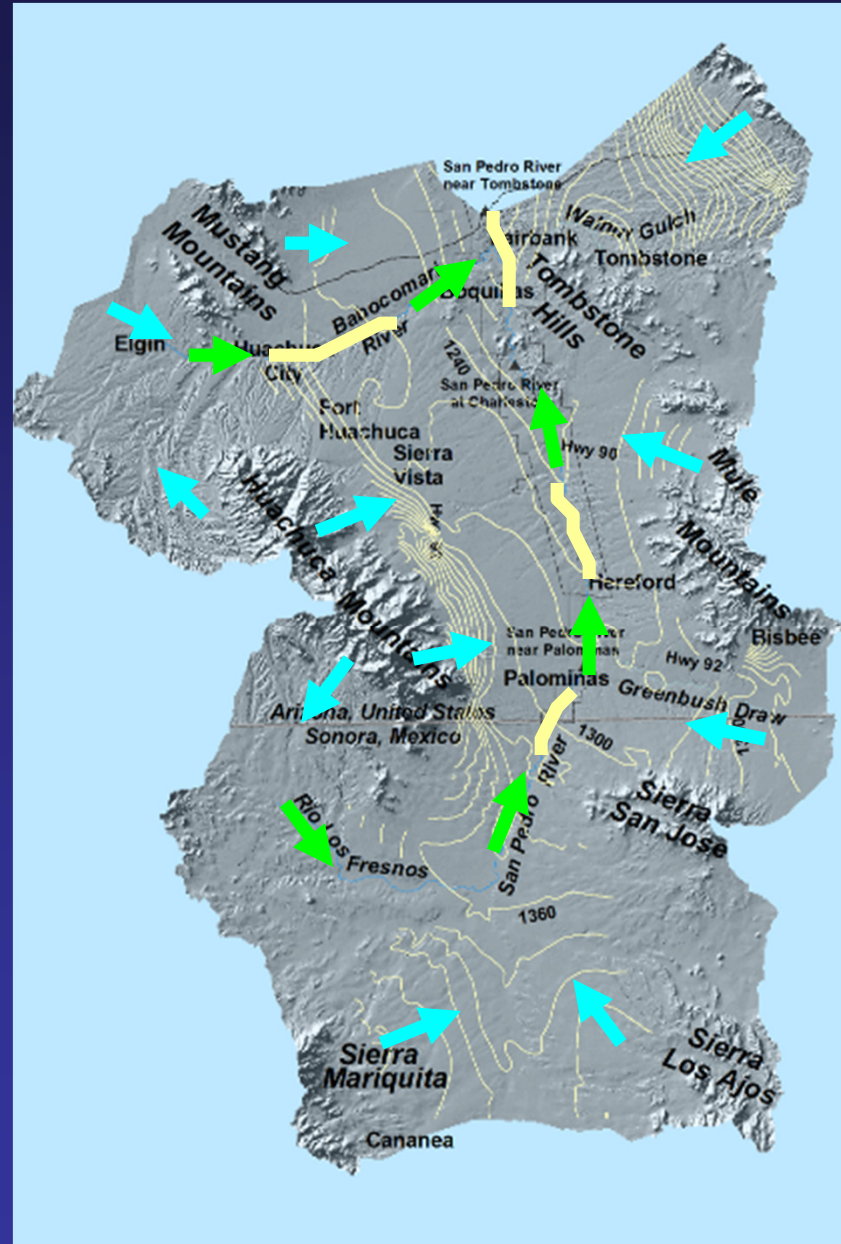 San Pedro River
near Tombstone
Walnut Gulch
Mustang
Mountains
Tombstone
airbank
Boquillas
Tombstone
Hills
Babocomari
River
Elgin
Huachuca
City
1240
San Pedro River
at Charleston
Fort
Huachuca
Sierra
Vista
Hwy 90
Mule
Mountains
Huachuca Mountains
Hereford
San Pedro River
near Palominas
Bisbee
Hwy 92
Palominas
Greenbush Draw
Arizona, United States
Sonora, Mexico
1300
San Pedro River
Sierra
San Jose
Rio Los
Fresnos
1360
Sierra
Mariquita
Sierra
Los Ajos
Cananea